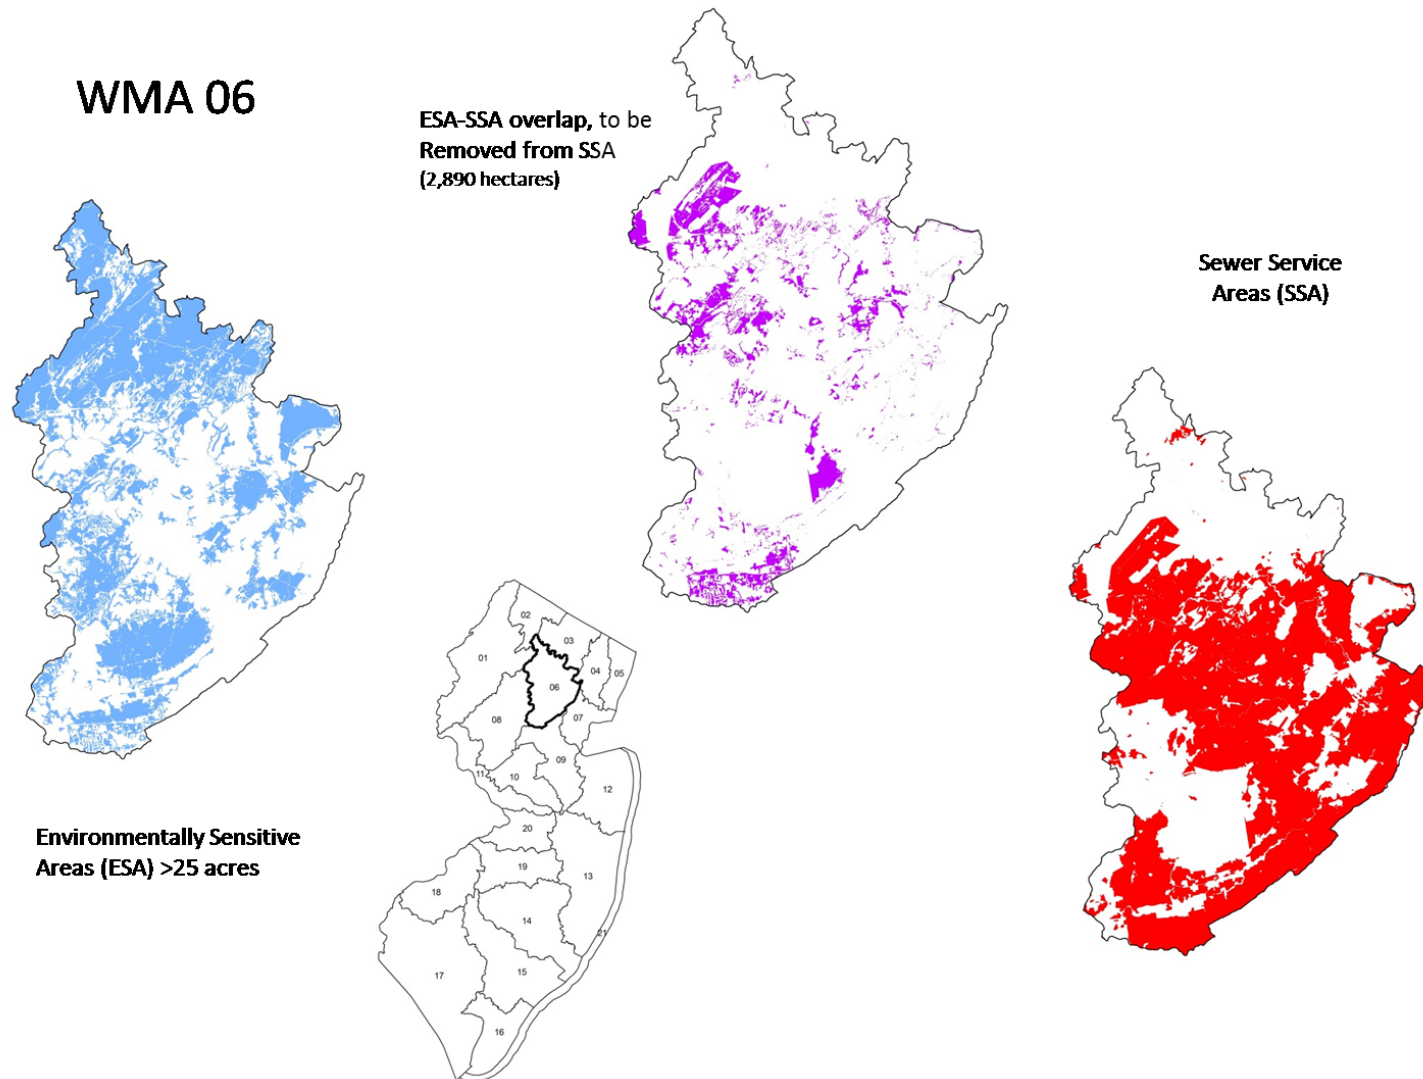 WMA 06
ESA-SSA overlap, to be
Removed from SSA
(2,890 hectares)
Sewer Service
Areas (SSA)
Environmentally Sensitive
Areas (ESA) >25 acres
02
03
01
04
05
06
08
07
09
11
10
12
20
19
13
18
14
21
17
15
16